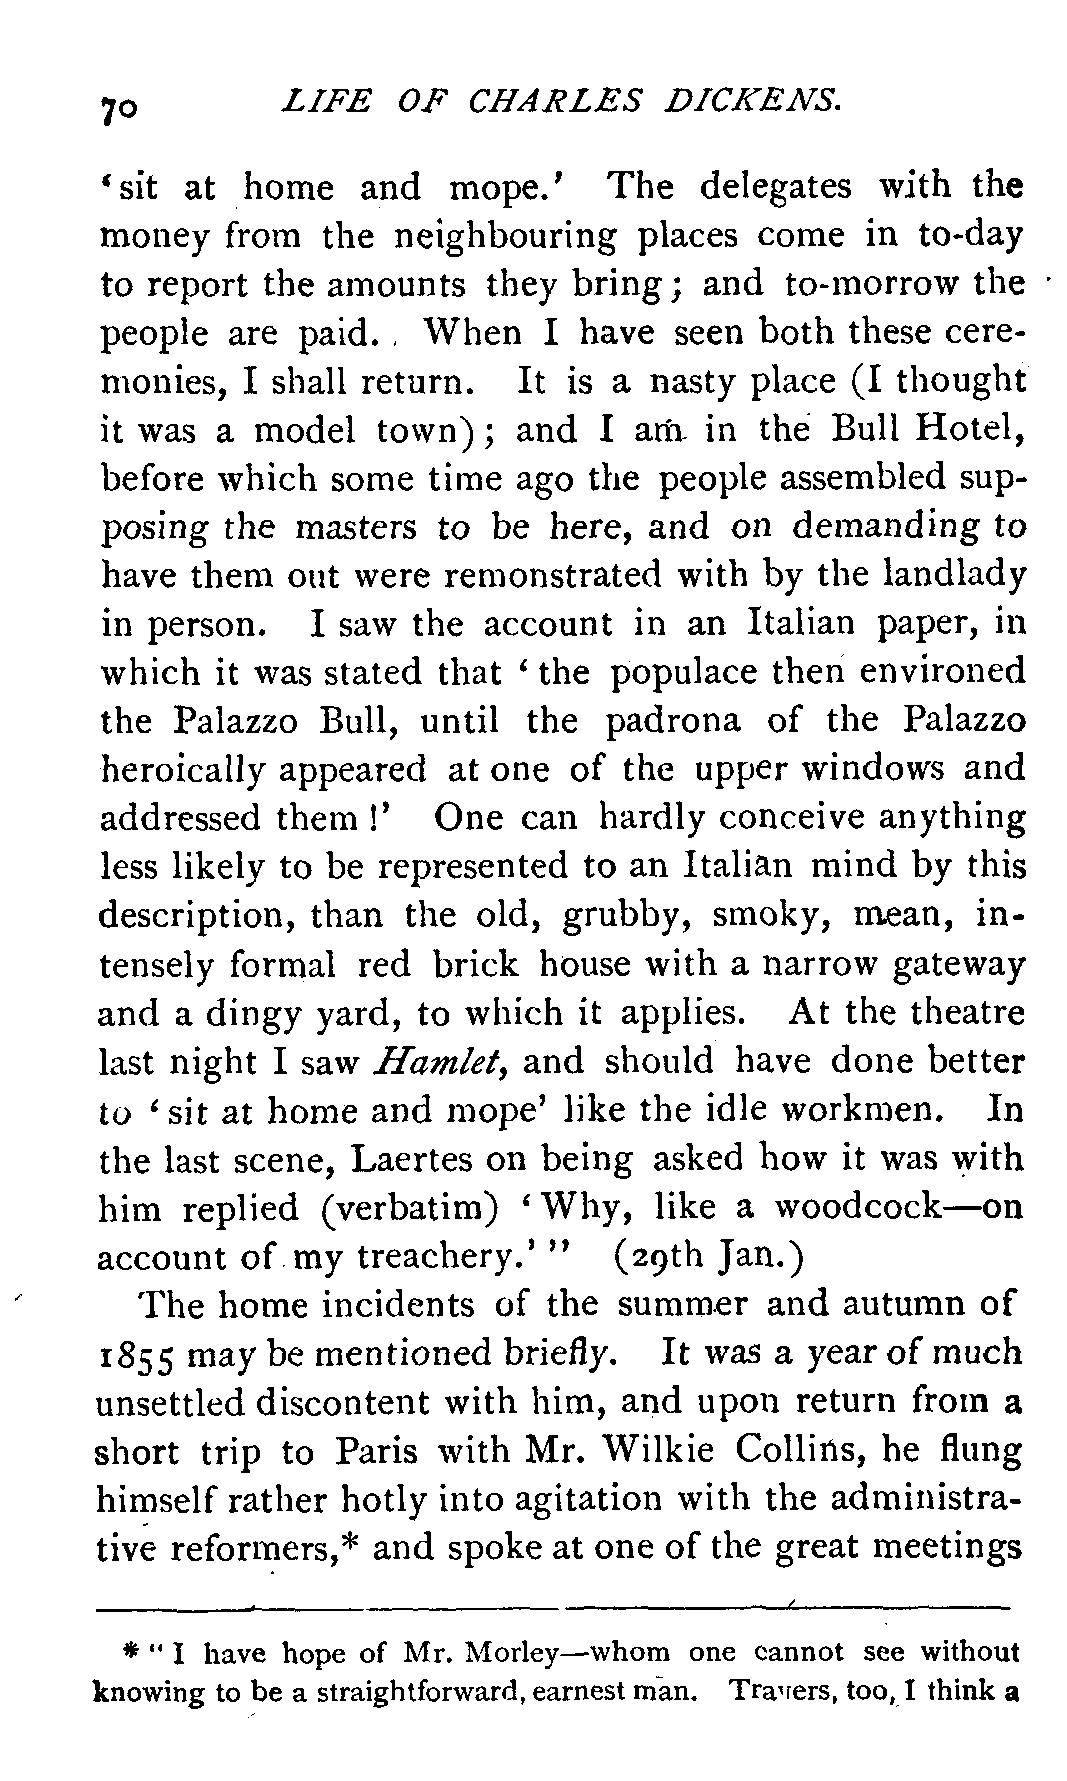 70 LIFE OF CHARLES DICKENS.
‘sit at home and mope.’ The delegates with the
money from the neighbouring places come in to-day
to report the amounts they bring; and to-morrow the
people are paid. . When I have seen both these cere-
monies, I shall return. It is a nasty place (I thought
it was a model town); and I am in the Bull Hotel,
before which some time ago the people assembled sup-
posing the masters to be here, and on demanding to
have them out were remonstrated with by the landlady
in person. I saw the account in an Italian paper, in
which it was stated that ‘the populace then environed
the Palazzo Bull, until the padrona of the Palazzo
heroically appeared at one of the upper windows and
addressed them!’ One can hardly conceive anything
less likely to be represented to an Italian mind by this
description, than the old, grubby, smoky, mean, in-
tensely formal red brick house with a narrow gateway
and a dingy yard, to which it applies. At the theatre
last night I saw Hamlet, and should have done better
to ‘sit at home and mope’ like the idle workmen. In
the last scene, Laertes on being asked how it was with
him replied (verbatim) ‘Why, like a woodcock—on
account of my treachery.’ ” (29th Jan.)
The home incidents of the summer and autumn of
1855 may be mentioned briefly. It was a year of much
unsettled discontent with him, and upon return from a
short trip to Paris with Mr. Wilkie Collins, he flung
himself rather hotly into agitation with the administra-
tive reformers,* and spoke at one of the great meetings
* “ I have hope of Mr. Morley—whom one cannot see without
knowing to be a straightforward, earnest man. Travers, too, I think a